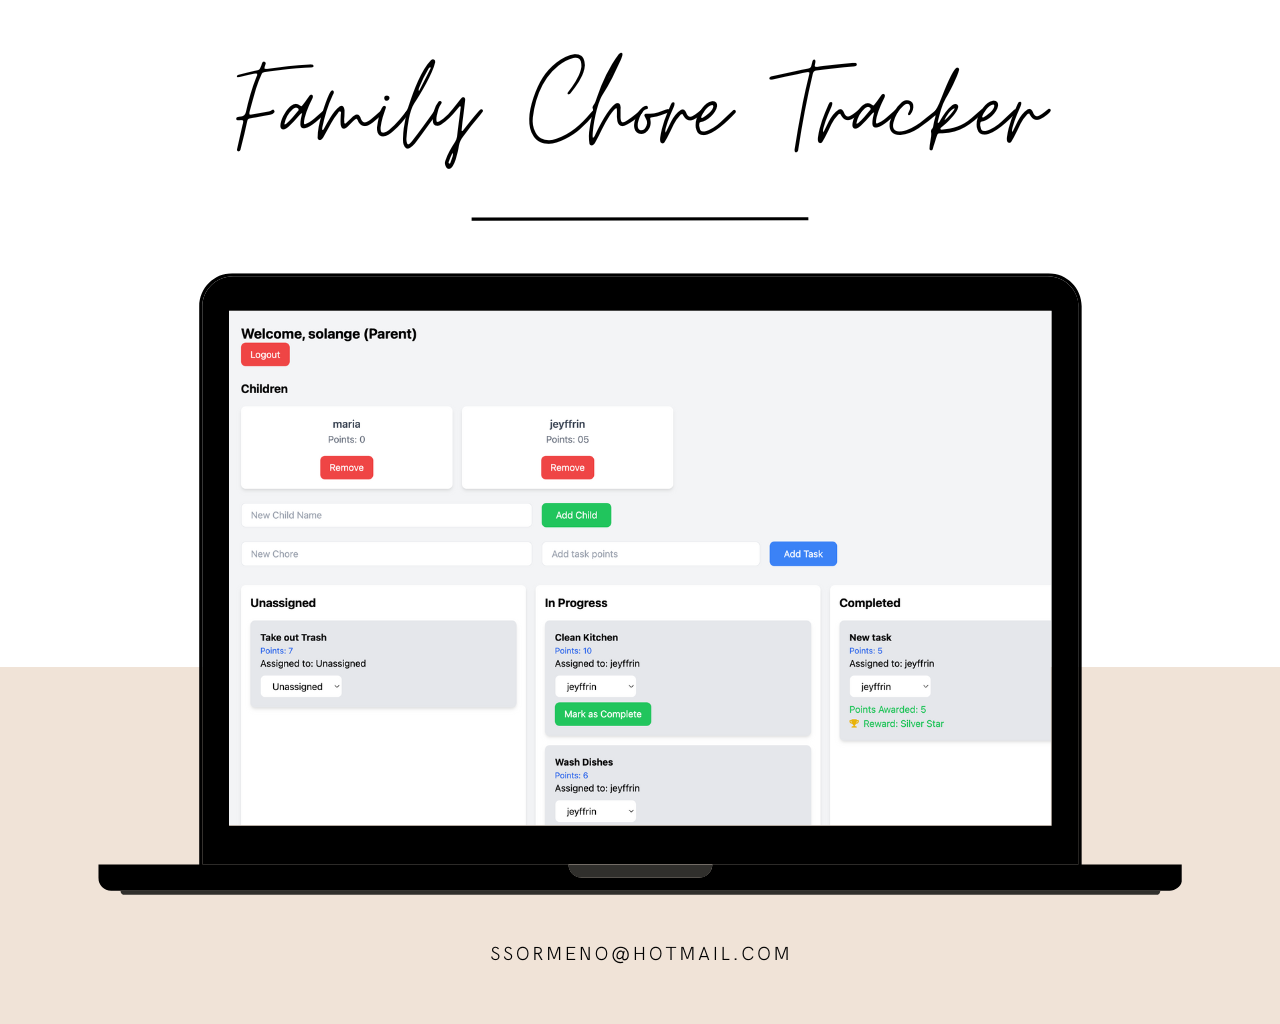 Family Chore Tracker
Welcome, solange (Parent)
Logout
Children
maria
Points: 0
Remove
jeyffrin
Points: 05
Remove
New Child Name
Add Child
New Chore
Add task points
Add Task
Unassigned
Take out Trash
Points: 7
Assigned to: Unassigned
Unassigned
In Progress
Clean Kitchen
Points: 10
Assigned to: jeyffrin
jeyffrin
Mark as Complete
Wash Dishes
Points: 6
Assigned to: jeyffrin
jeyffrin
Completed
New task
Points: 5
Assigned to: jeyffrin
jeyffrin
Points Awarded: 5
🏆 Reward: Silver Star
SSORMENO@HOTMAIL.COM